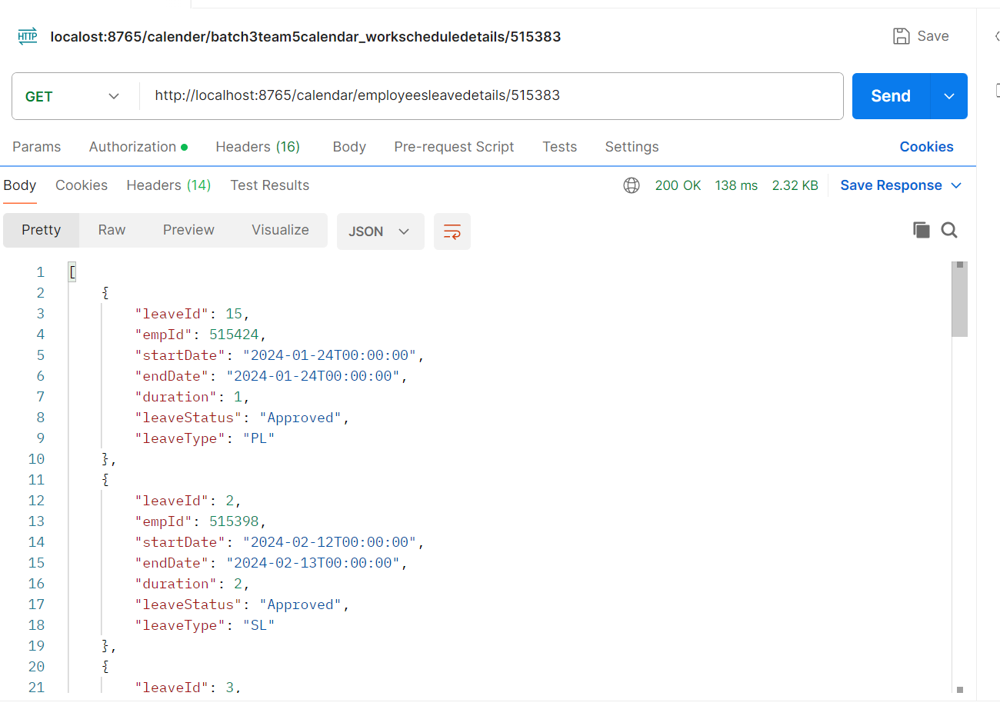 HTTP localost:8765/calender/batch3team5calendar_workscheduledetails/515383 Save
GET http://localhost:8765/calendar/employeesleavedetails/515383 Send
Params Authorization Headers (16) Body Pre-request Script Tests Settings Cookies
Body Cookies Headers (14) Test Results 200 OK 138 ms 2.32 KB Save Response
Pretty Raw Preview Visualize JSON
1 [
2 {
3 "leaveId": 15,
4 "empId": 515424,
5 "startDate": "2024-01-24T00:00:00",
6 "endDate": "2024-01-24T00:00:00",
7 "duration": 1,
8 "leaveStatus": "Approved",
9 "leaveType": "PL"
10 },
11 {
12 "leaveId": 2,
13 "empId": 515398,
14 "startDate": "2024-02-12T00:00:00",
15 "endDate": "2024-02-13T00:00:00",
16 "duration": 2,
17 "leaveStatus": "Approved",
18 "leaveType": "SL"
19 },
20 {
21 "leaveId": 3,